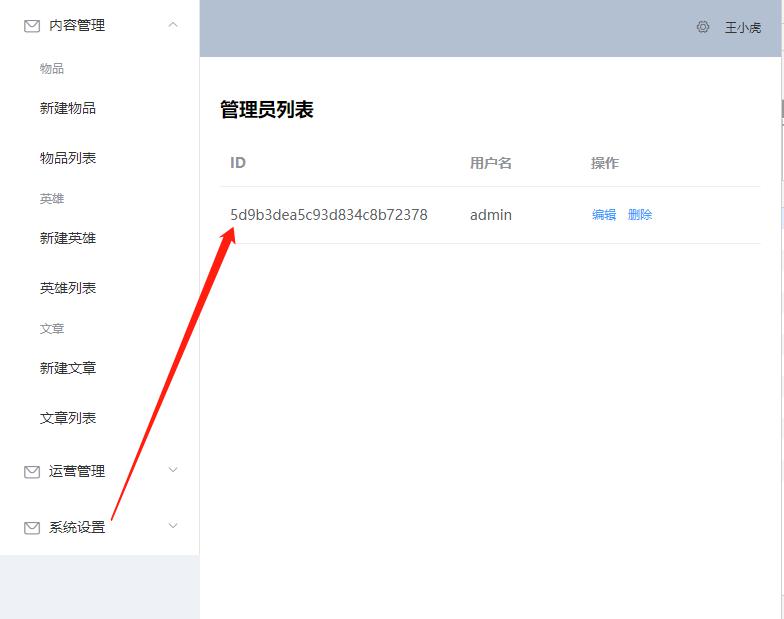 内容管理
物品
新建物品
物品列表
英雄
新建英雄
英雄列表
文章
新建文章
文章列表
运营管理
系统设置
王小虎
管理员列表
ID 用户名 操作
5d9b3dea5c93d834c8b72378 admin 编辑 删除